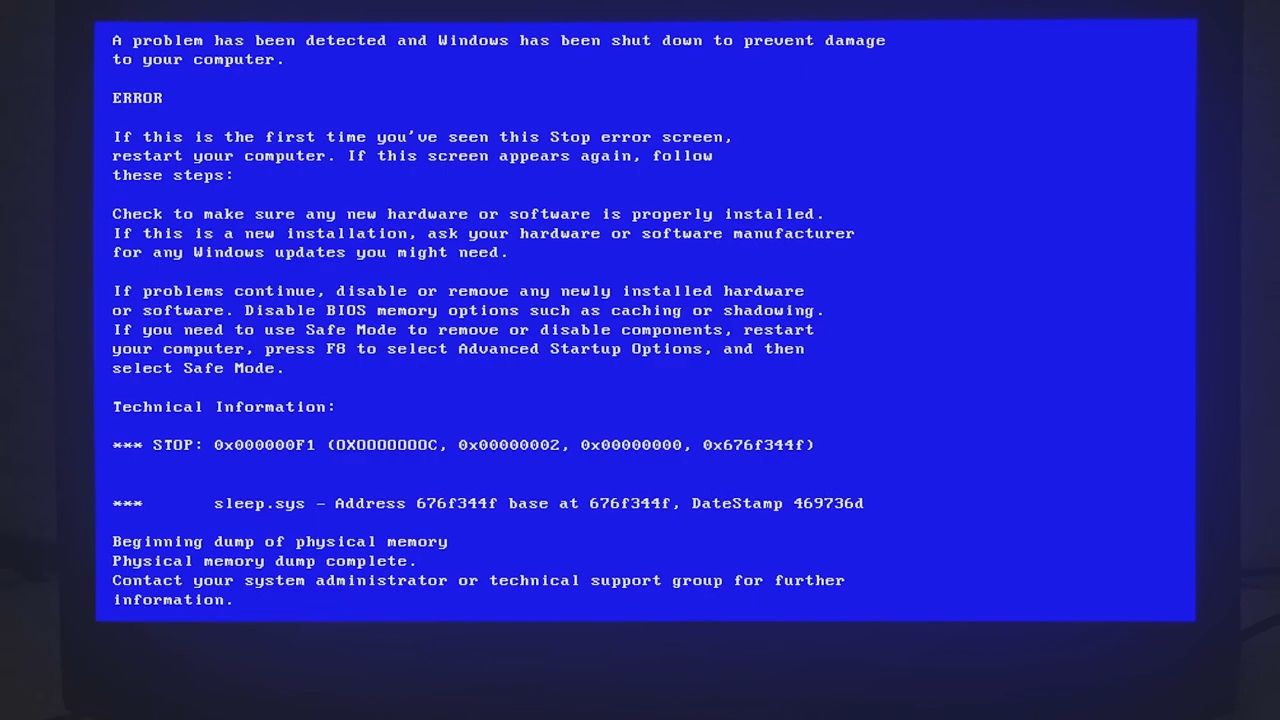 A problem has been detected and Windows has been shut down to prevent damage
to your computer.
ERROR
If this is the first time you've seen this Stop error screen,
restart your computer. If this screen appears again, follow
these steps:
Check to make sure any new hardware or software is properly installed.
If this is a new installation, ask your hardware or software manufacturer
for any Windows updates you might need.
If problems continue, disable or remove any newly installed hardware
or software. Disable BIOS memory options such as caching or shadowing.
If you need to use Safe Mode to remove or disable components, restart
your computer, press F8 to select Advanced Startup Options, and then
select Safe Mode.
Technical Information:
*** STOP: 0x000000F1 (0X0000000C, 0x00000002, 0x00000000, 0x676f344f)
*** sleep.sys – Address 676f344f base at 676f344f, DateStamp 469736d
Beginning dump of physical memory
Physical memory dump complete.
Contact your system administrator or technical support group for further
information.